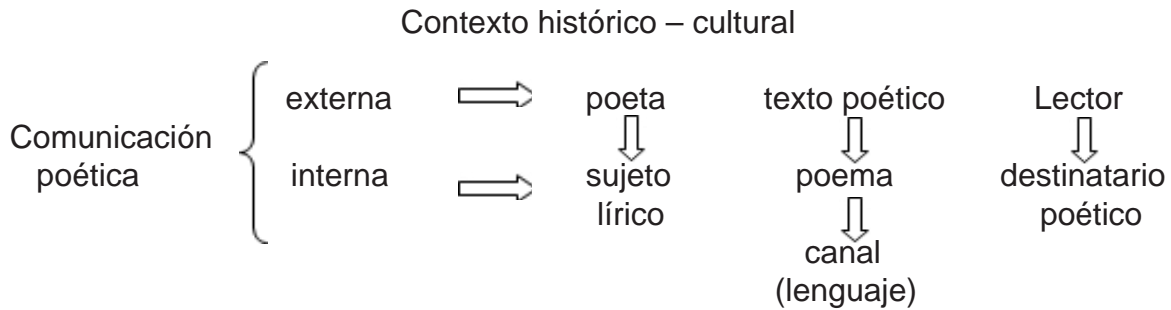 Contexto histórico – cultural
externa poeta texto poético Lector
Comunicación
poética interna sujeto poema destinatario
lírico poético
canal
(lenguaje)